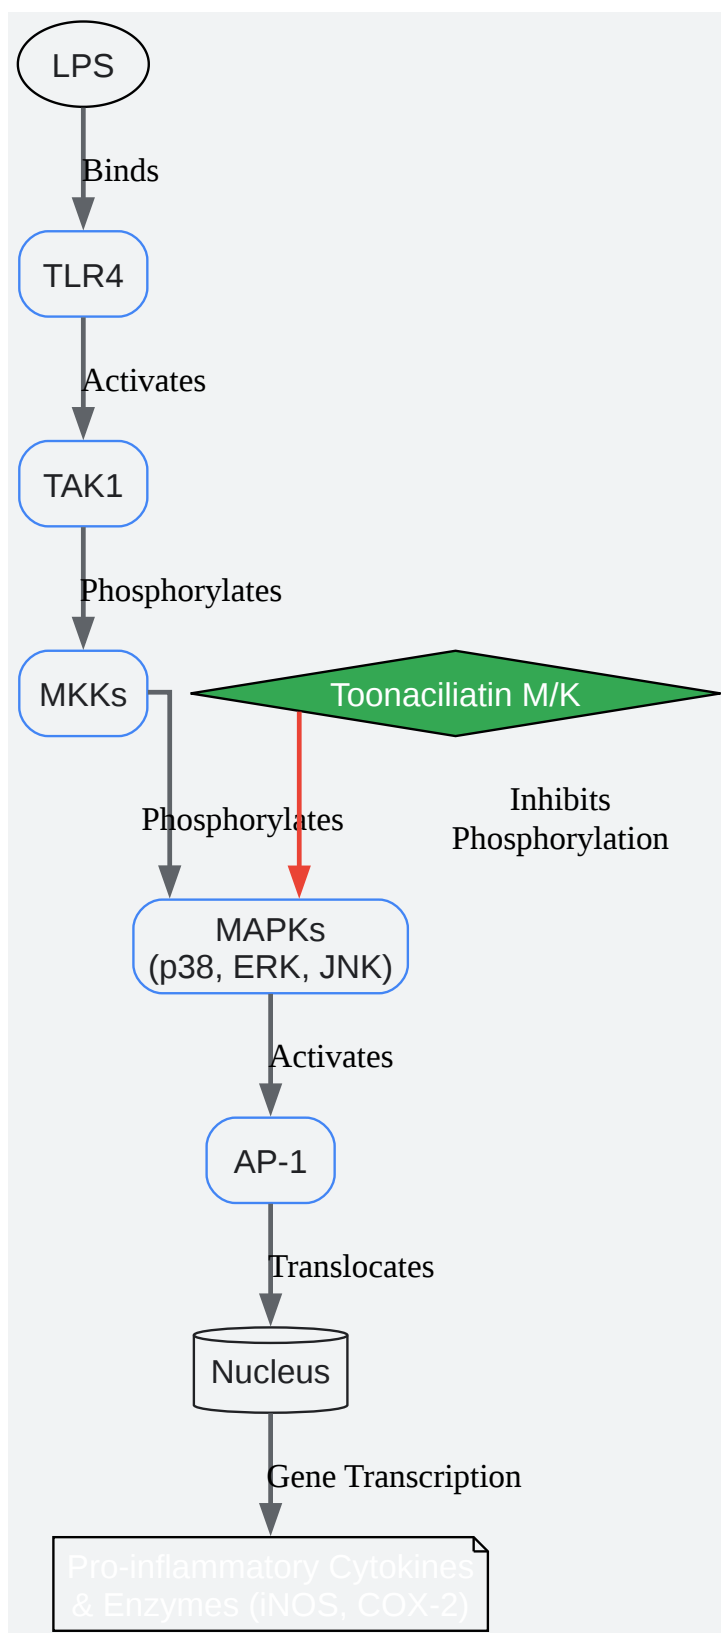 LPS
Binds
TLR4
Activates
TAK1
Phosphorylates
MKKs
Toonaciliatin M/K
Phosphorylates
Inhibits
Phosphorylation
MAPKs
(p38, ERK, JNK)
Activates
AP-1
Translocates
Nucleus
Gene Transcription
Pro-inflammatory Cytokines
& Enzymes (iNOS, COX-2)